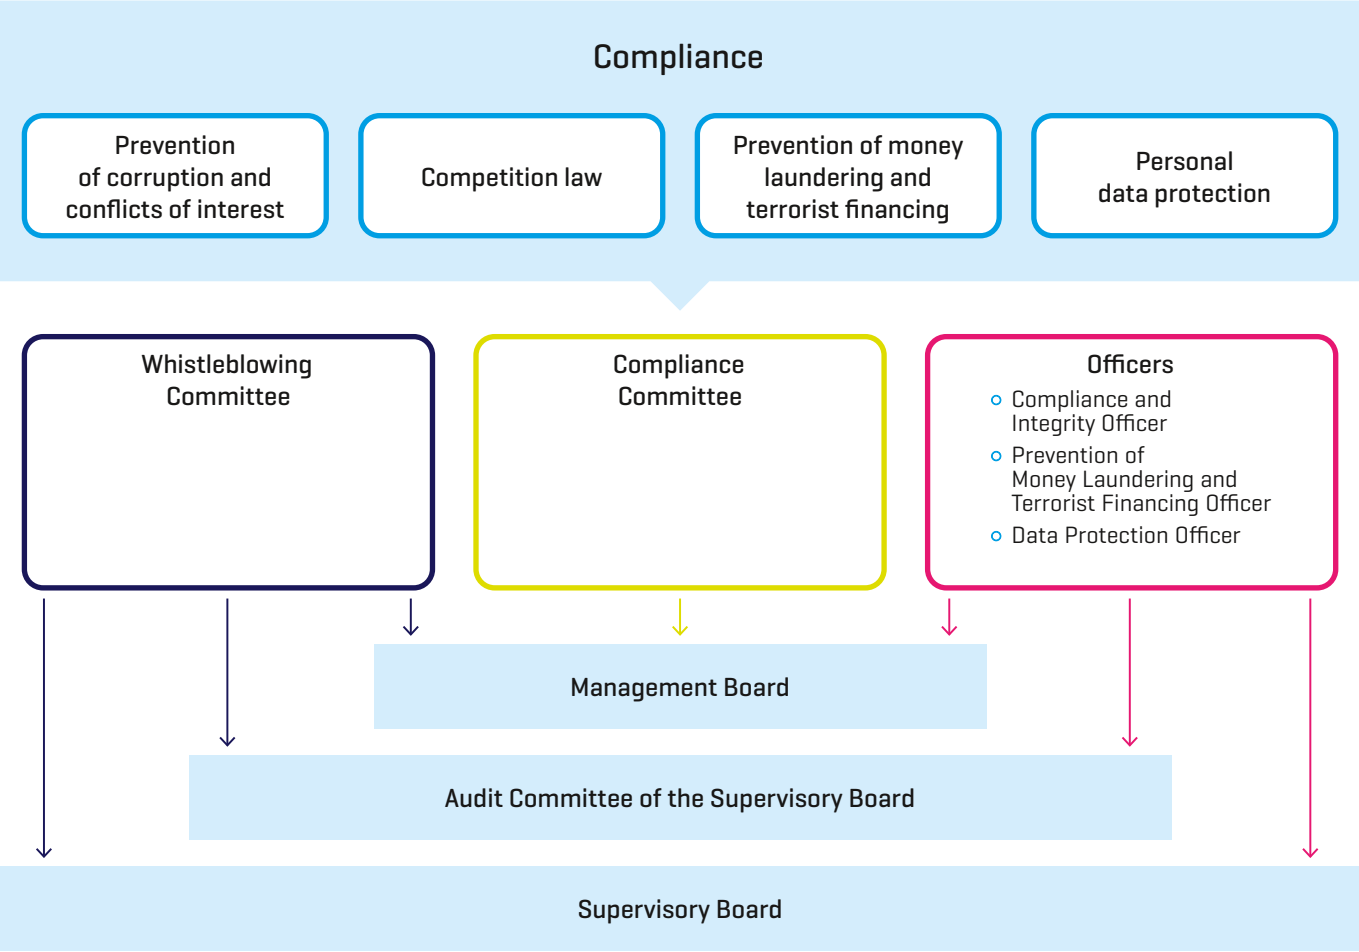 Compliance
Prevention
of corruption and
conflicts of interest
Competition law
Prevention of money
laundering and
terrorist financing
Personal
data protection
Whistleblowing
Committee
Compliance
Committee
Officers
Compliance and
Integrity Officer
Prevention of
Money Laundering and
Terrorist Financing Officer
Data Protection Officer
Management Board
Audit Committee of the Supervisory Board
Supervisory Board